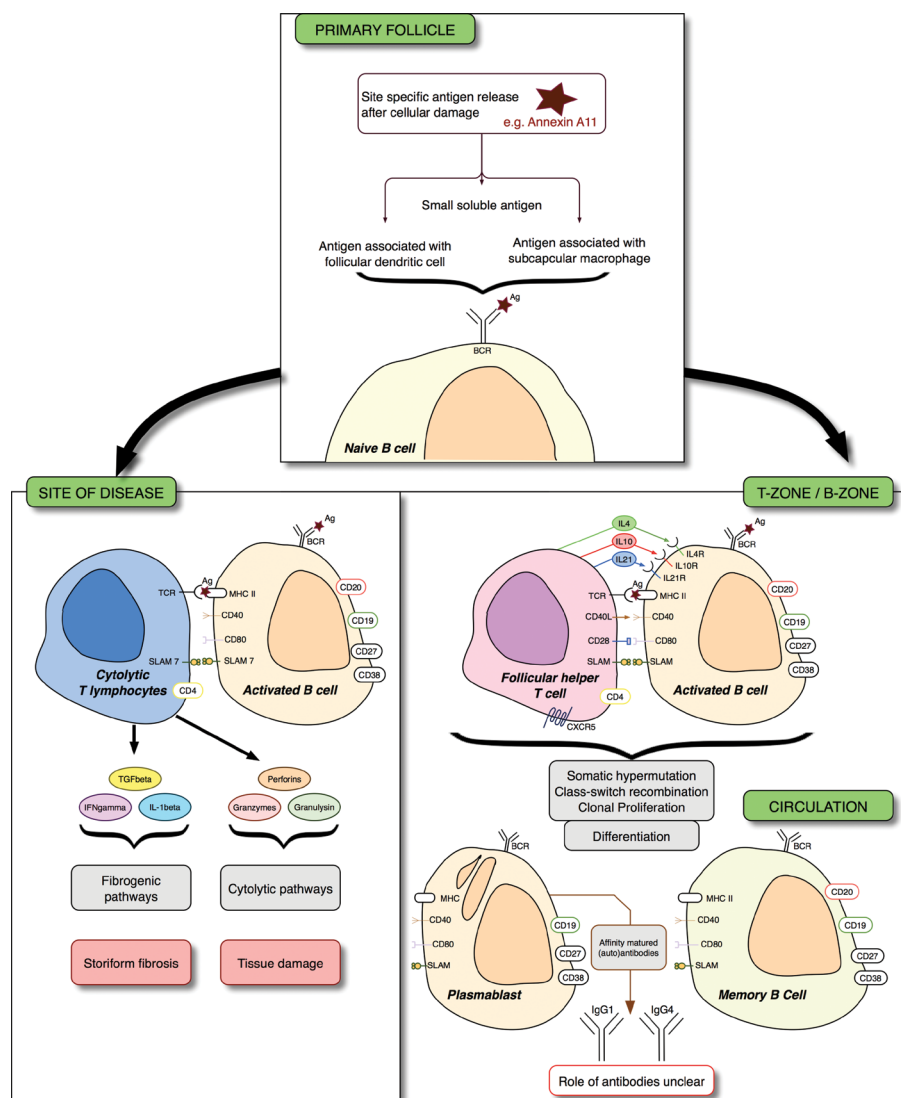 PRIMARY FOLLICLE
Site specific antigen release
after cellular damage
e.g. Annexin A11
Small soluble antigen
Antigen associated with
follicular dendritic cell
Antigen associated with
subcapcular macrophage
Ag
BCR
Naive B cell
SITE OF DISEASE
Ag
BCR
Ag
TCR
MHC II
CD40
CD80
SLAM 7
SLAM 7
CD4
CD20
CD19
CD27
CD38
Cytolytic
T lymphocytes
Activated B cell
TGFbeta
IFNgamma
IL-1beta
Perforins
Granzymes
Granulysin
Fibrogenic
pathways
Cytolytic pathways
Storiform fibrosis
Tissue damage
T-ZONE / B-ZONE
IL4
IL10
IL21
IL4R
IL10R
IL21R
Ag
BCR
Ag
TCR
MHC II
CD40L
CD40
CD28
CD80
SLAM
SLAM
CD4
CXCR5
CD20
CD19
CD27
CD38
Follicular helper
T cell
Activated B cell
Somatic hypermutation
Class-switch recombination
Clonal Proliferation
Differentiation
CIRCULATION
BCR
MHC
CD40
CD80
SLAM
CD19
CD27
CD38
Plasmablast
Affinity matured
(auto)antibodies
BCR
MHC II
CD40
CD80
SLAM
CD20
CD19
CD27
CD38
Memory B Cell
IgG1
IgG4
Role of antibodies unclear